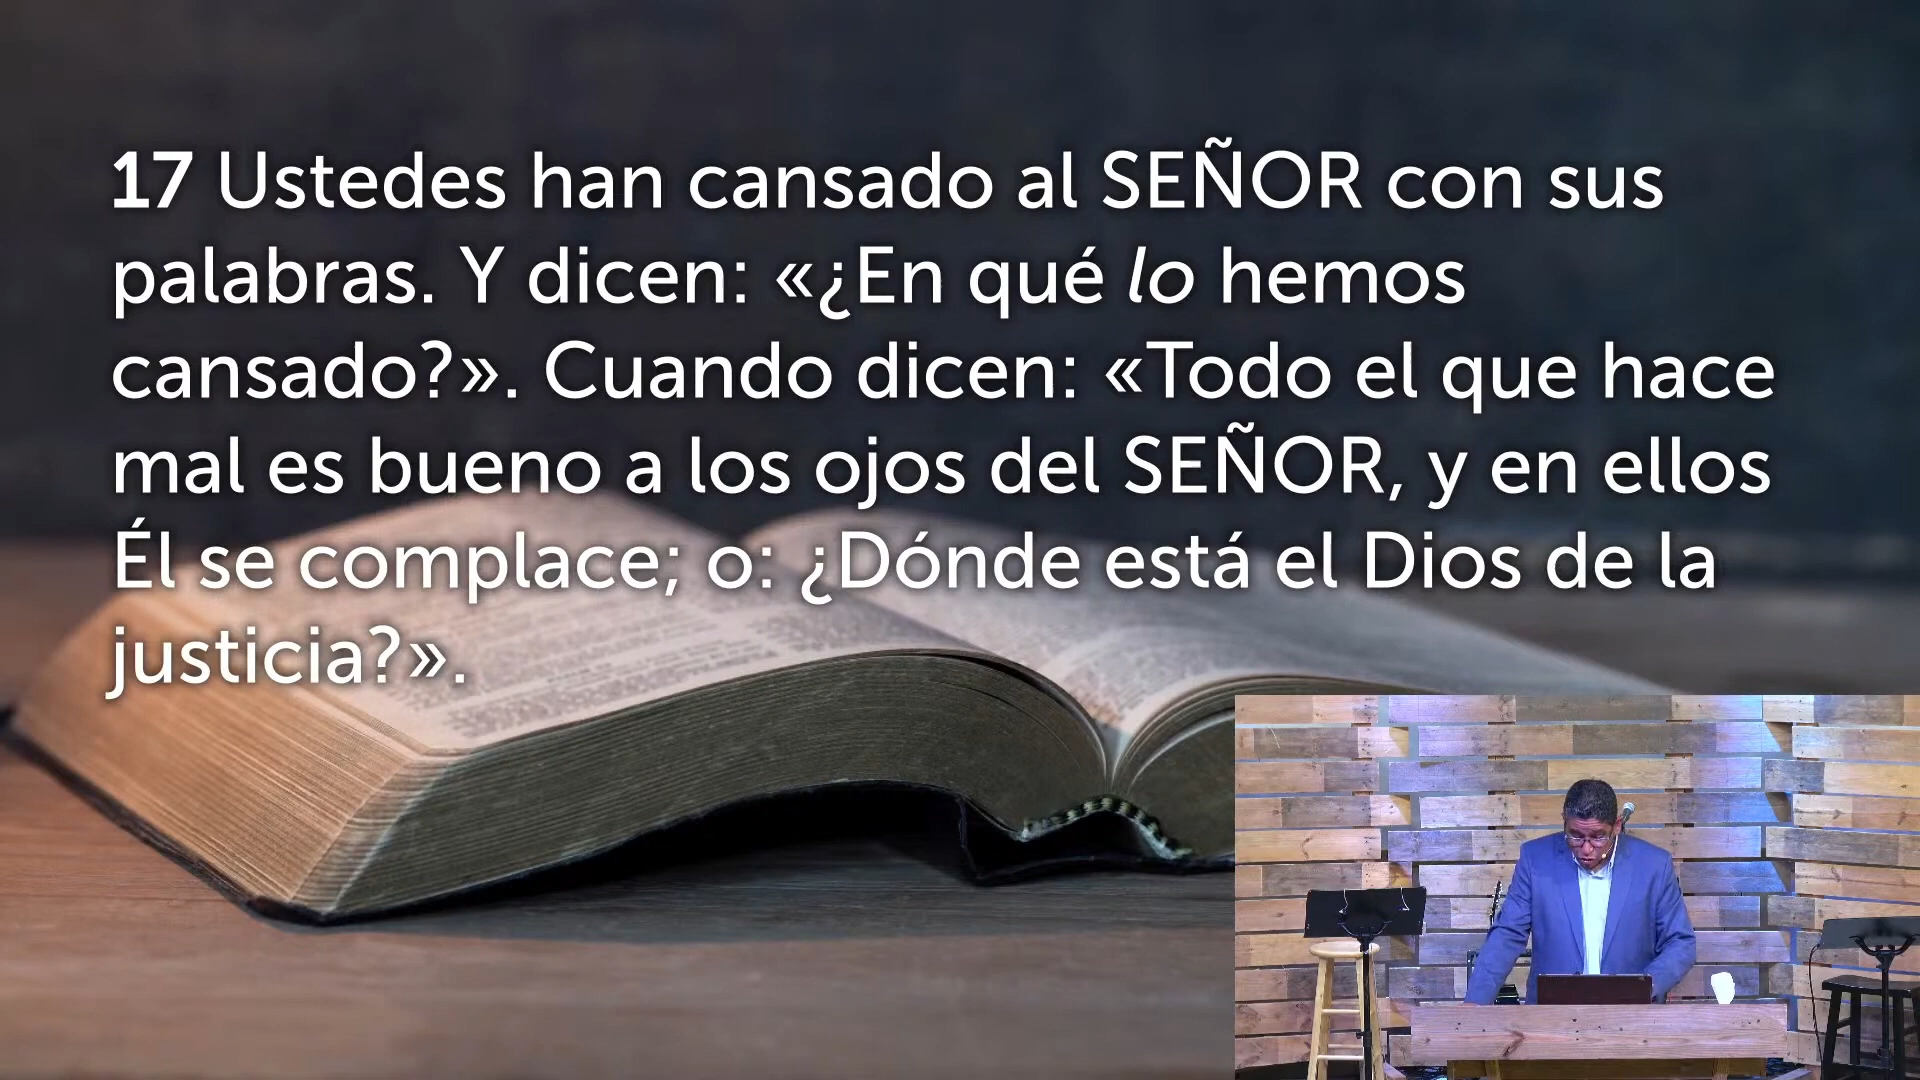 17 Ustedes han cansado al SEÑOR con sus
palabras. Y dicen: «¿En qué lo hemos
cansado?». Cuando dicen: «Todo el que hace
mal es bueno a los ojos del SEÑOR, y en ellos
Él se complace; o: ¿Dónde está el Dios de la
justicia?».